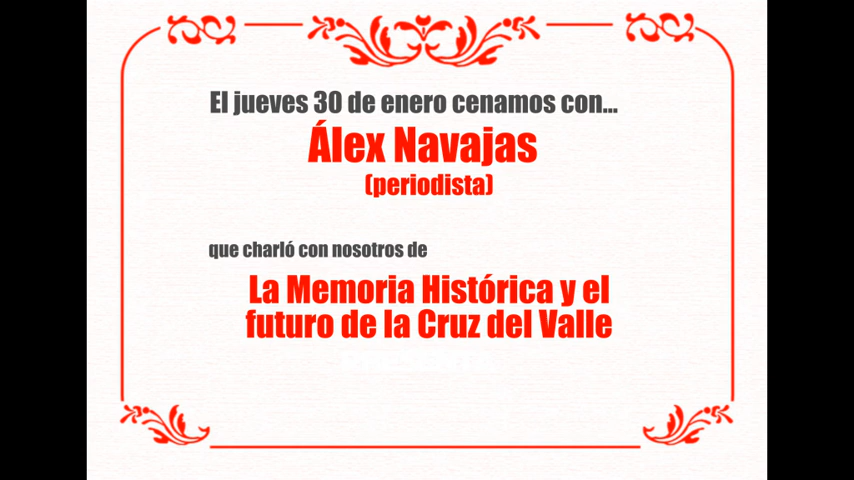 El jueves 30 de enero cenamos con...
Álex Navajas
(periodista)
que charló con nosotros de
La Memoria Histórica y el
futuro de la Cruz del Valle